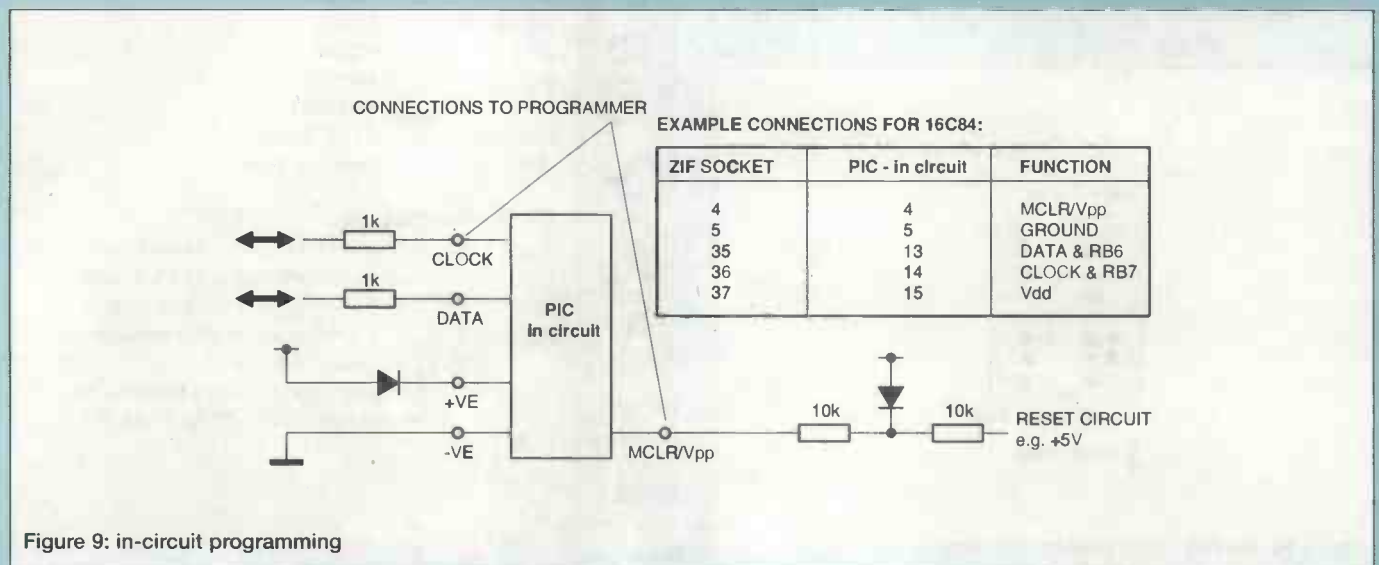 CONNECTIONS TO PROGRAMMER
EXAMPLE CONNECTIONS FOR 16C84:
ZIF SOCKET PIC - in circuit FUNCTION
4 4 MCLR/Vpp
5 5 GROUND
35 13 DATA & RB6
36 14 CLOCK & RB7
37 15 Vdd
1k
CLOCK
1k
DATA
PIC
in circuit
+VE
-VE
MCLR/Vpp
10k
10k
RESET CIRCUIT
e.g. +5V
Figure 9: in-circuit programming